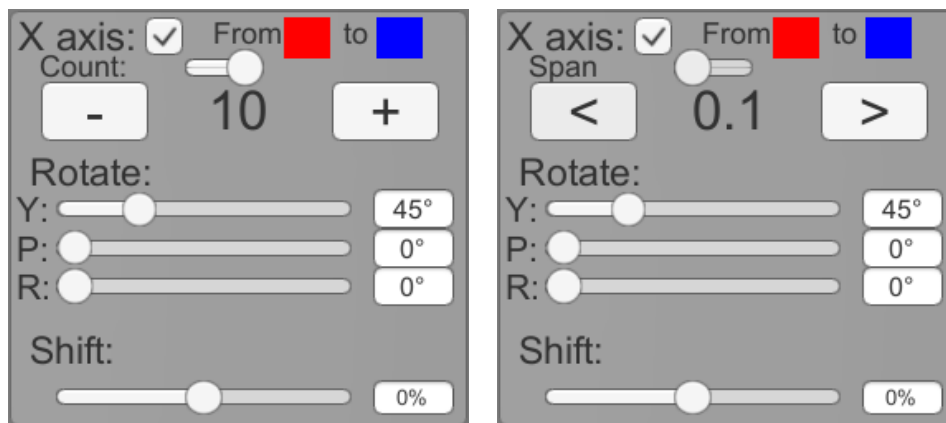 X axis: From to
Count:
- 10 +
Rotate:
Y: 45°
P: 0°
R: 0°
Shift:
0%
X axis: From to
Span
< 0.1 >
Rotate:
Y: 45°
P: 0°
R: 0°
Shift:
0%